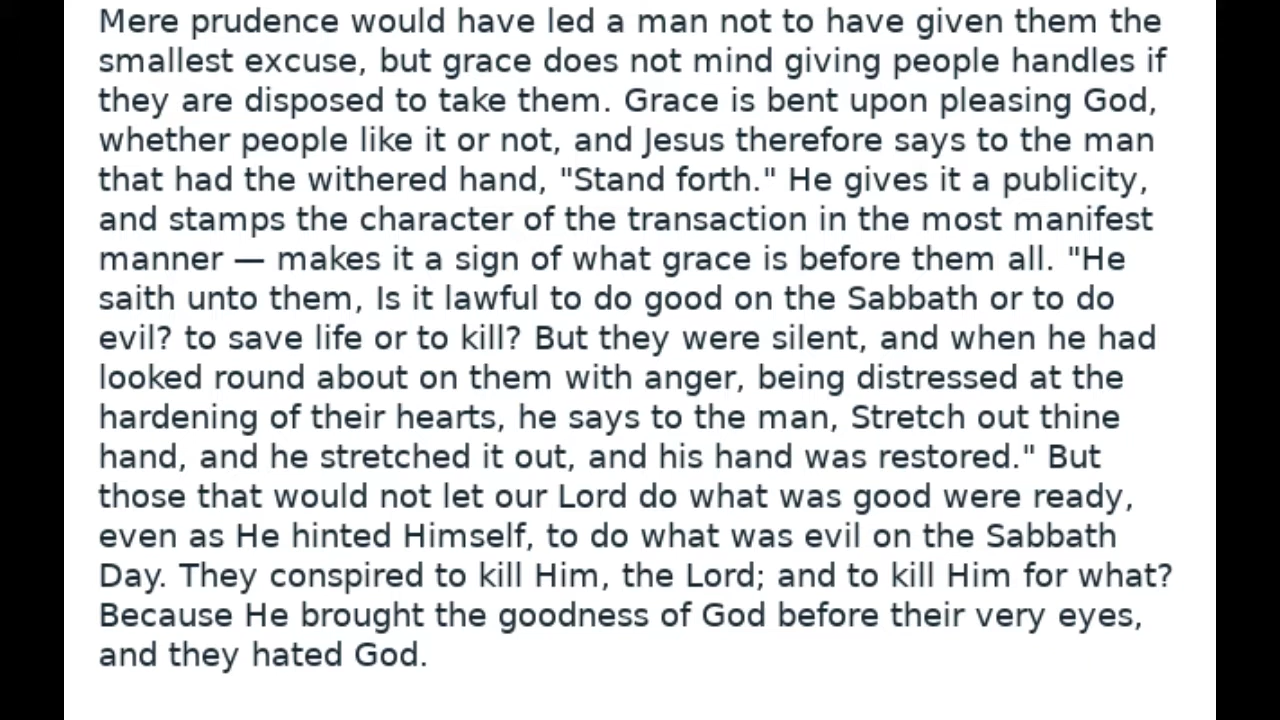 Mere prudence would have led a man not to have given them the
smallest excuse, but grace does not mind giving people handles if
they are disposed to take them. Grace is bent upon pleasing God,
whether people like it or not, and Jesus therefore says to the man
that had the withered hand, "Stand forth." He gives it a publicity,
and stamps the character of the transaction in the most manifest
manner — makes it a sign of what grace is before them all. "He
saith unto them, Is it lawful to do good on the Sabbath or to do
evil? to save life or to kill? But they were silent, and when he had
looked round about on them with anger, being distressed at the
hardening of their hearts, he says to the man, Stretch out thine
hand, and he stretched it out, and his hand was restored." But
those that would not let our Lord do what was good were ready,
even as He hinted Himself, to do what was evil on the Sabbath
Day. They conspired to kill Him, the Lord; and to kill Him for what?
Because He brought the goodness of God before their very eyes,
and they hated God.